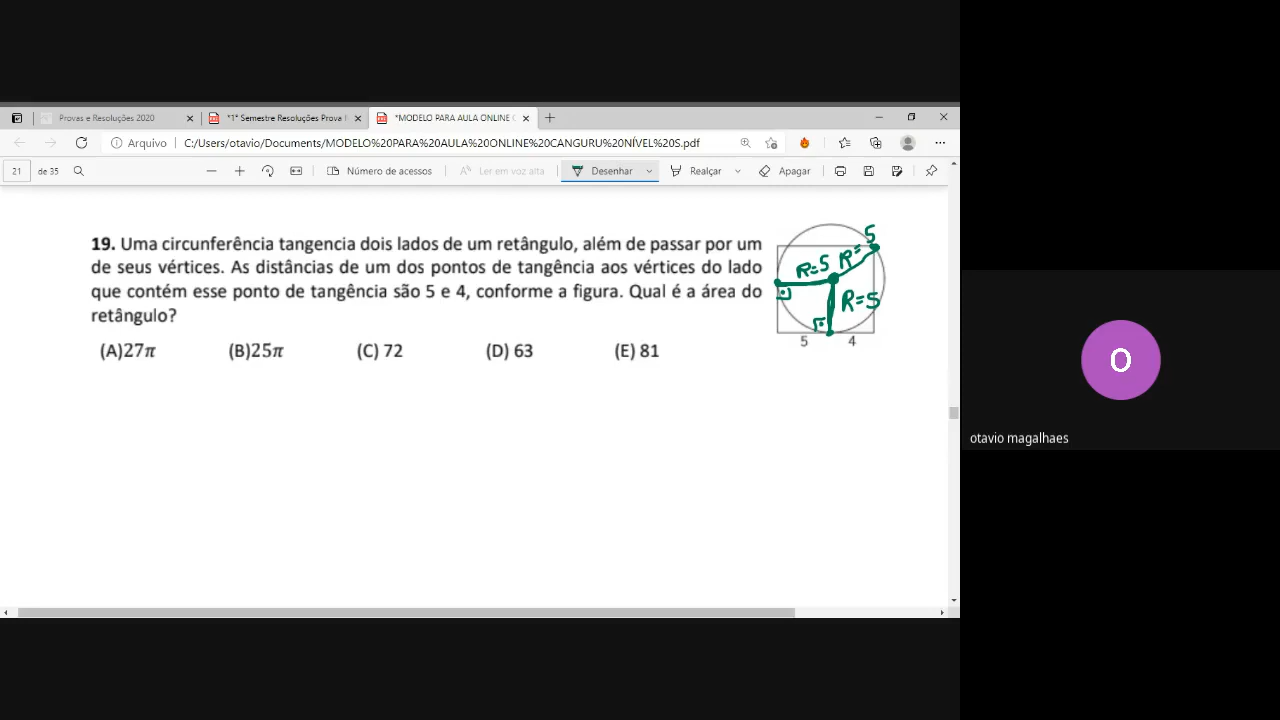 Provas e Resoluções 2020
*1° Semestre Resoluções Prova
*MODELO PARA AULA ONLINE
Arquivo
C:/Users/otavio/Documents/MODELO%20PARA%20AULA%20ONLINE%20CANGURU%20NÍVEL%20S.pdf
21 de 35
Número de acessos
Ler em voz alta
Desenhar
Realçar
Apagar
19. Uma circunferência tangencia dois lados de um retângulo, além de passar por um
de seus vértices. As distâncias de um dos pontos de tangência aos vértices do lado
que contém esse ponto de tangência são 5 e 4, conforme a figura. Qual é a área do
retângulo?
(A)27π (B)25π (C) 72 (D) 63 (E) 81
R=5
R=5
R=5
5 4
O
otavio magalhaes